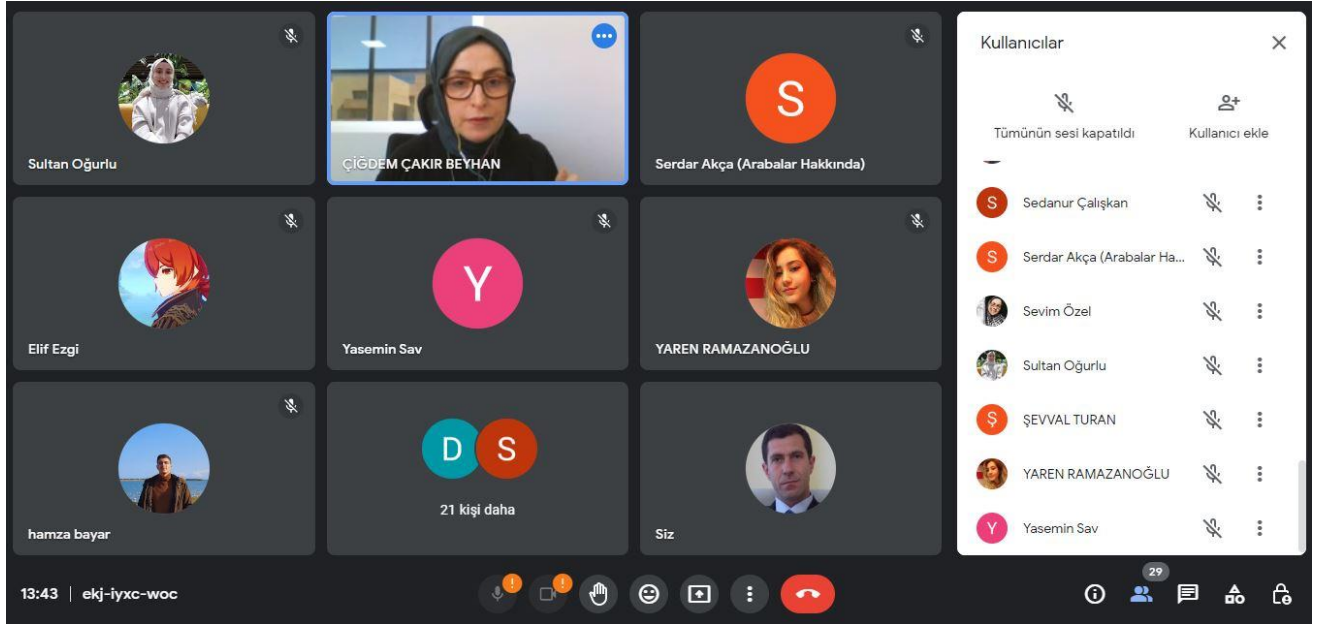 Sultan Oğurlu
ÇİĞDEM ÇAKIR BEYHAN
S
Serdar Akça (Arabalar Hakkında)
Elif Ezgi
Y
Yasemin Sav
YAREN RAMAZANOĞLU
hamza bayar
D S
21 kişi daha
Siz
Kullanıcılar
Tümünün sesi kapatıldı
Kullanıcı ekle
S Sedanur Çalışkan
S Serdar Akça (Arabalar Ha...
Sevim Özel
Sultan Oğurlu
Ş ŞEVVAL TURAN
YAREN RAMAZANOĞLU
Y Yasemin Sav
13:43 | ekj-iyxc-woc
29